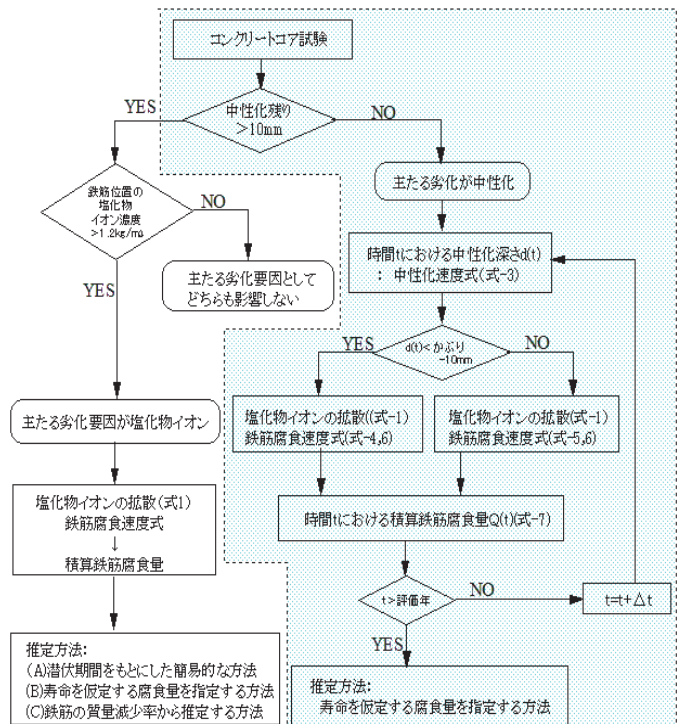 コンクリートコア試験
中性化残り
>10mm
YES
NO
鉄筋位置の
塩化物
イオン濃度
>1.2kg/m3
NO
YES
主たる劣化要因として
どちらも影響しない
主たる劣化が中性化
時間tにおける中性化深さd(t)
: 中性化速度式(式-3)
d(t)<かぶり
-10mm
YES
NO
塩化物イオンの拡散((式-1)
鉄筋腐食速度式(式-4,6)
塩化物イオンの拡散(式-1)
鉄筋腐食速度式(式-5,6)
主たる劣化要因が塩化物イオン
塩化物イオンの拡散(式1)
鉄筋腐食速度式
↓
積算鉄筋腐食量
時間tにおける積算鉄筋腐食量Q(t)(式-7)
t>評価年
NO
t=t+Δt
YES
推定方法:
(A)潜伏期間をもとにした簡易的な方法
(B)寿命を仮定する腐食量を指定する方法
(C)鉄筋の質量減少率から推定する方法
推定方法:
寿命を仮定する腐食量を指定する方法